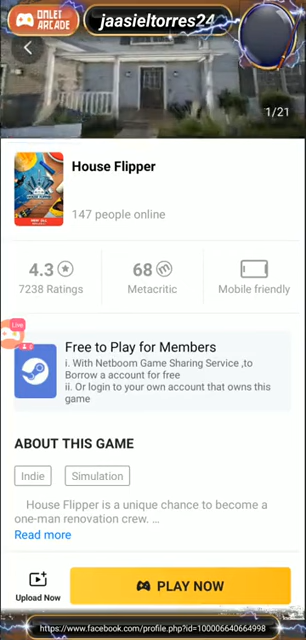 OMLET
ARCADE
jaasieltorres24
1/21
House Flipper
147 people online
4.3
68
7238 Ratings
Metacritic
Mobile friendly
Live
Free to Play for Members
i. With Netboom Game Sharing Service ,to
Borrow a account for free
ii. Or login to your own account that owns this
game
ABOUT THIS GAME
Indie
Simulation
House Flipper is a unique chance to become a
one-man renovation crew. ...
Read more
Upload Now
PLAY NOW
https://www.facebook.com/profile.php?id=100006640664998